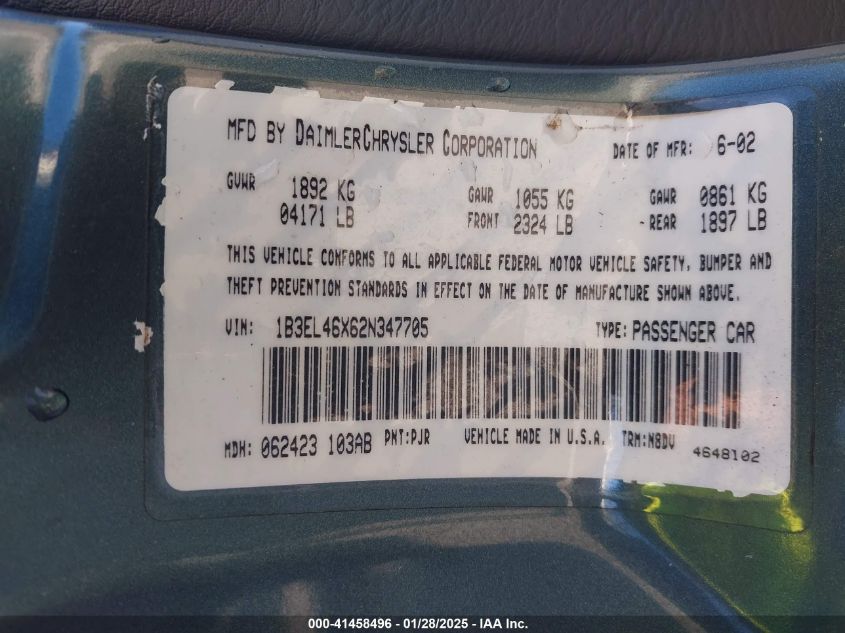 MFD BY DAIMLERCHRYSLER CORPORATION DATE OF MFR: 6-02
GVWR 1892 KG GAWR 1055 KG GAWR 0861 KG
04171 LB FRONT 2324 LB - REAR 1897 LB
THIS VEHICLE CONFORMS TO ALL APPLICABLE FEDERAL MOTOR VEHICLE SAFETY, BUMPER AND
THEFT PREVENTION STANDARDS IN EFFECT ON THE DATE OF MANUFACTURE SHOWN ABOVE.
VIN: 1B3EL46X62N347705 TYPE: PASSENGER CAR
MDH: 062423 103AB PNT:PJR VEHICLE MADE IN U.S.A. TRM:N8DV
4648102
000-41458496 - 01/28/2025 - IAA Inc.